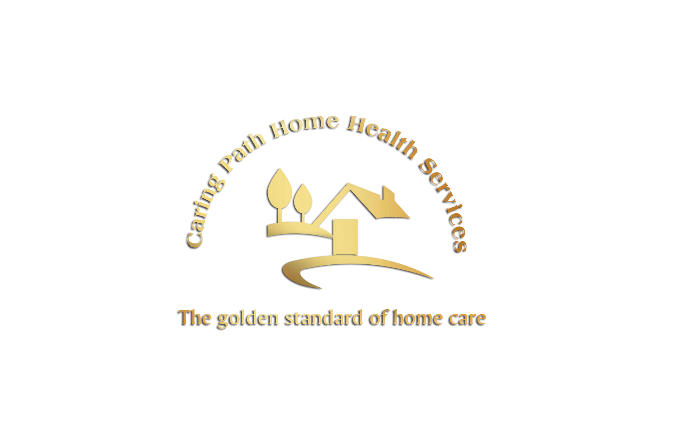 Caring Path Home Health Services
The golden standard of home care